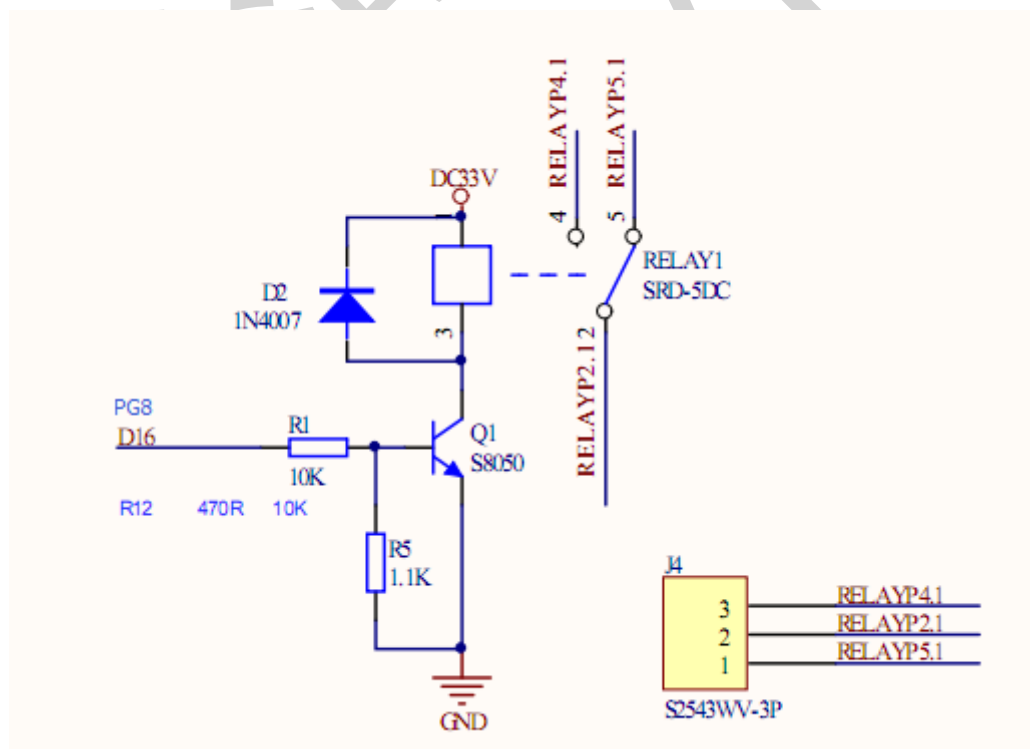 RELAYP4.1
RELAYP5.1
DC33V
4
5
RELAY1
SRD-5DC
D2
1N4007
3
2
RELAYP2.1
PG8
D16
R1
10K
Q1
S8050
R12 470R 10K
R5
1.1K
GND
J4
3 RELAYP4.1
2 RELAYP2.1
1 RELAYP5.1
S2543WV-3P